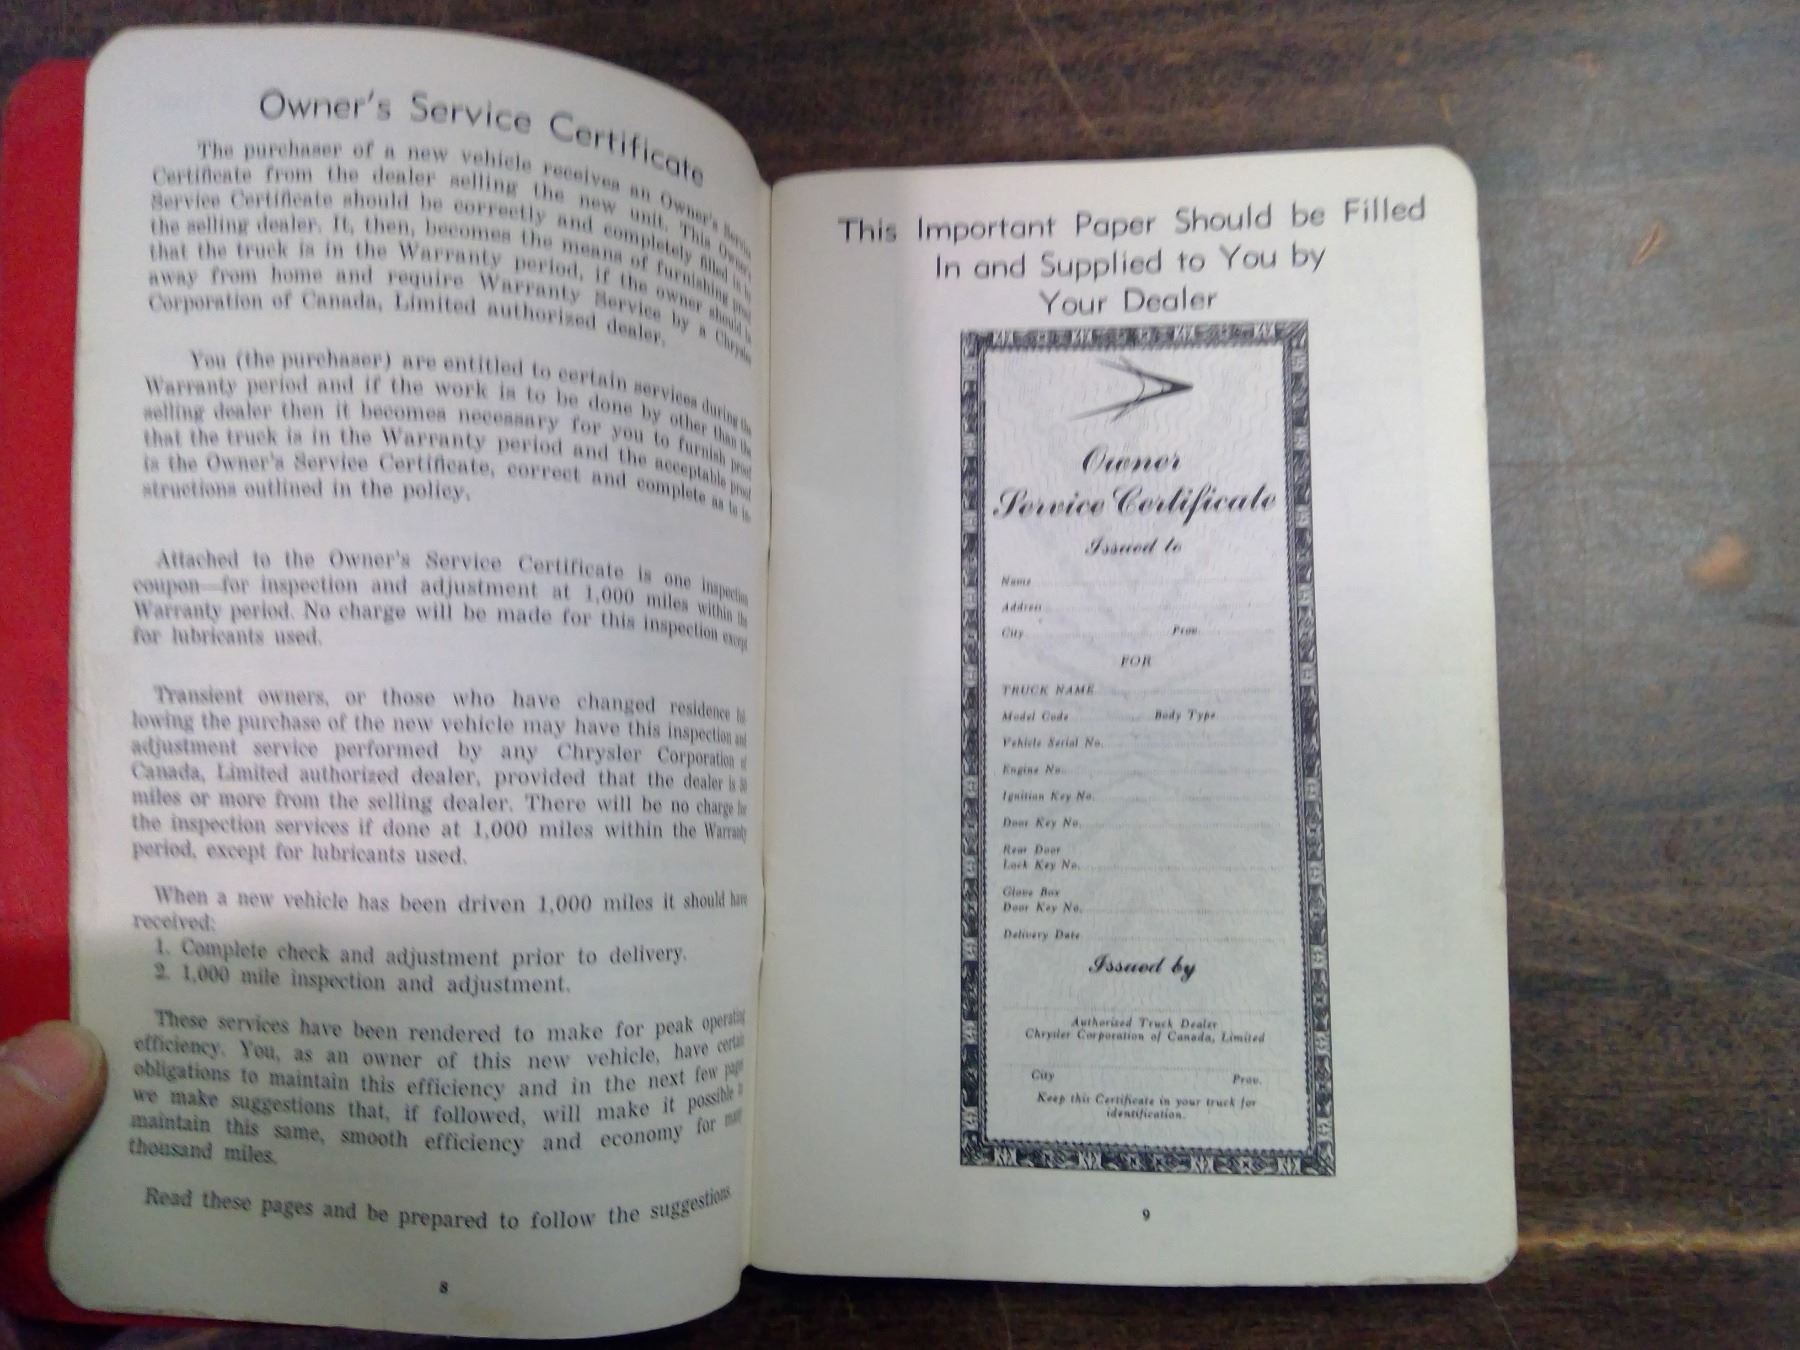 Owner's Service Certificate
The purchaser of a new vehicle receives an Owner's Service
Certificate from the dealer selling the new unit. This Owner's
Service Certificate should be correctly and completely filled in by
the selling dealer. It, then, becomes the means of furnishing proof
that the truck is in the Warranty period, if the owner should be
away from home and require Warranty Service by a Chrysler
Corporation of Canada, Limited authorized dealer.
You (the purchaser) are entitled to certain services during the
Warranty period and if the work is to be done by other than the
selling dealer then it becomes necessary for you to furnish proof
that the truck is in the Warranty period and the acceptable proof
is the Owner's Service Certificate, correct and complete as to in-
structions outlined in the policy.
Attached to the Owner's Service Certificate is one inspection
coupon—for inspection and adjustment at 1,000 miles within the
Warranty period. No charge will be made for this inspection except
for lubricants used.
Transient owners, or those who have changed residence fol-
lowing the purchase of the new vehicle may have this inspection and
adjustment service performed by any Chrysler Corporation of
Canada, Limited authorized dealer, provided that the dealer is
miles or more from the selling dealer. There will be no charge for
the inspection services if done at 1,000 miles within the Warranty
period, except for lubricants used.
When a new vehicle has been driven 1,000 miles it should have
received:
1. Complete check and adjustment prior to delivery.
2. 1,000 mile inspection and adjustment.
These services have been rendered to make for peak operating
efficiency. You, as an owner of this new vehicle, have certain
obligations to maintain this efficiency and in the next few pages
we make suggestions that, if followed, will make it possible to
maintain this same, smooth efficiency and economy for many
thousand miles.
Read these pages and be prepared to follow the suggestions.
8
This Important Paper Should be Filled
In and Supplied to You by
Your Dealer
Owner
Service Certificate
Issued to
Name
Address
City Prov.
FOR
TRUCK NAME
Model Code Body Type
Vehicle Serial No.
Engine No.
Ignition Key No.
Door Key No.
Rear Door
Lock Key No.
Glove Box
Door Key No.
Delivery Date
Issued by
Authorized Truck Dealer
Chrysler Corporation of Canada, Limited
City Prov.
Keep this Certificate in your truck for
identification.
9